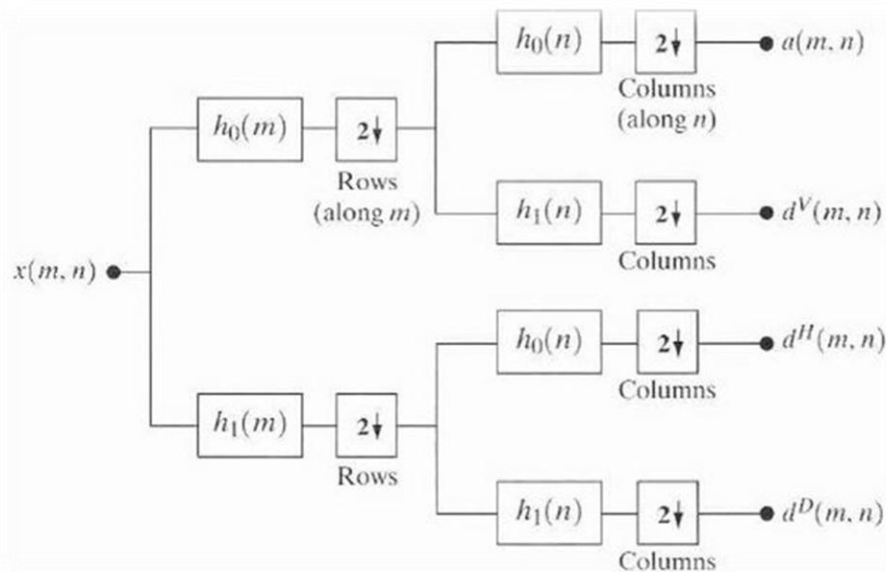 h₀(n)
2↓
a(m, n)
Columns
(along n)
h₀(m)
2↓
Rows
(along m)
h₁(n)
2↓
dⱽ(m, n)
Columns
x(m, n)
h₀(n)
2↓
dᴴ(m, n)
Columns
h₁(m)
2↓
Rows
h₁(n)
2↓
dᴰ(m, n)
Columns